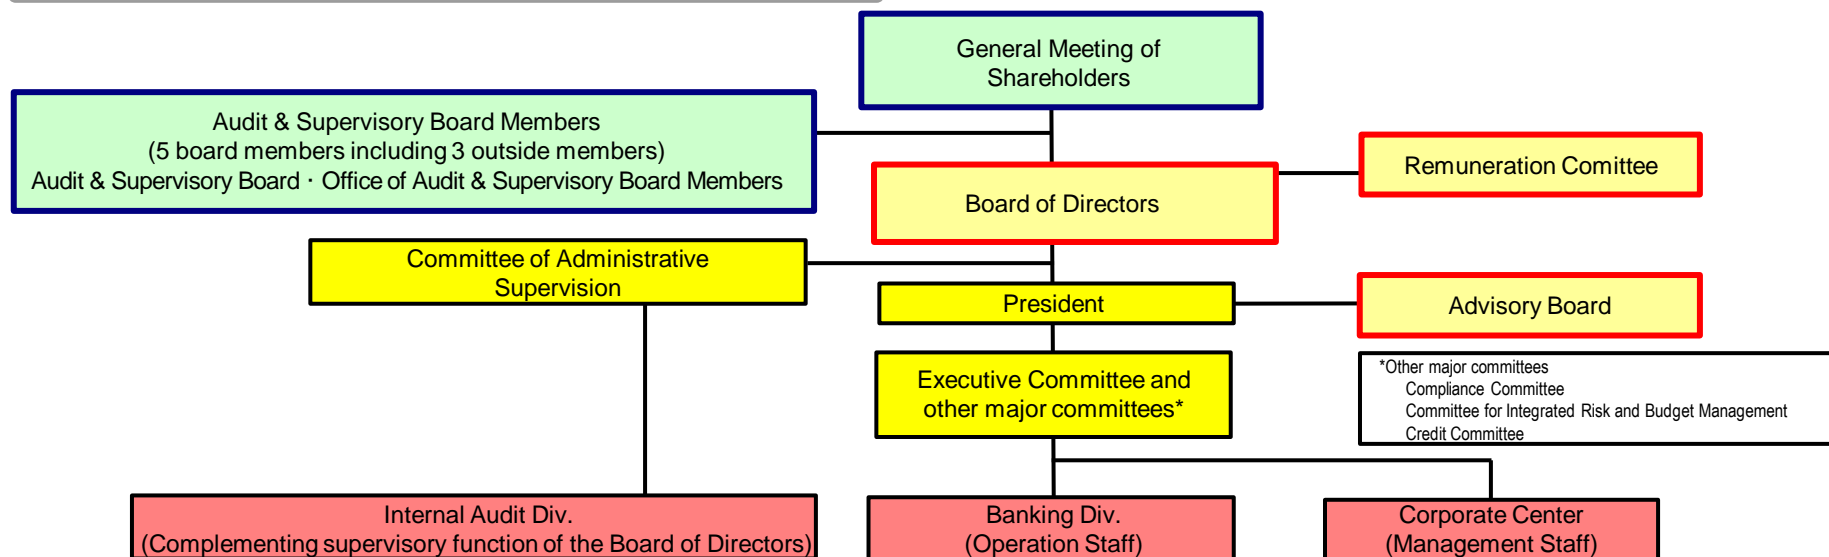 General Meeting of
Shareholders
Audit & Supervisory Board Members
(5 board members including 3 outside members)
Audit & Supervisory Board・Office of Audit & Supervisory Board Members
Remuneration Comittee
Board of Directors
Committee of Administrative
Supervision
President
Advisory Board
Executive Committee and
other major committees*
*Other major committees
Compliance Committee
Committee for Integrated Risk and Budget Management
Credit Committee
Internal Audit Div.
(Complementing supervisory function of the Board of Directors)
Banking Div.
(Operation Staff)
Corporate Center
(Management Staff)